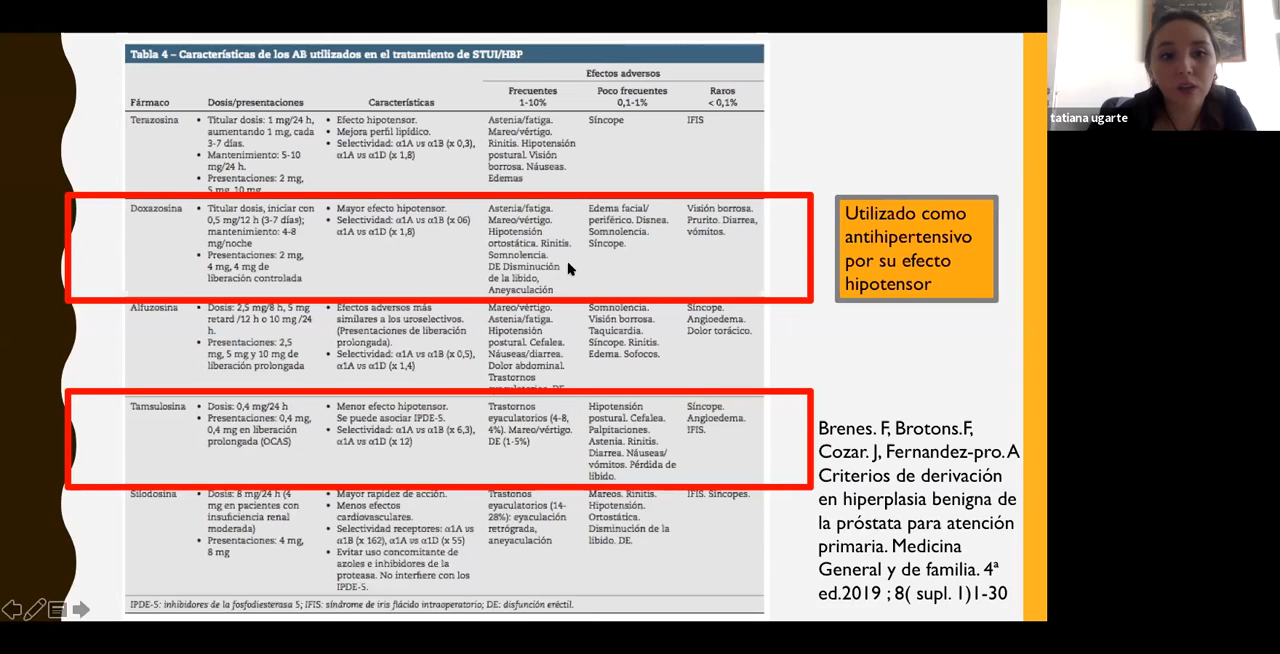 Tabla 4 – Características de los AB utilizados en el tratamiento de STUI/HBP
Efectos adversos
Fármaco Dosis/presentaciones Características Frecuentes 1-10% Poco frecuentes 0,1-1% Raros < 0,1%
Terazosina
• Titular dosis: 1 mg/24 h,
aumentando 1 mg, cada
3-7 días.
• Mantenimiento: 5-10
mg/24 h.
• Presentaciones: 2 mg,
5 mg, 10 mg
• Efecto hipotensor.
• Mejora perfil lipídico.
• Selectividad: α1A vs α1B (x 0,3),
α1A vs α1D (x 1,8)
Astenia/fatiga.
Mareo/vértigo.
Rinitis. Hipotensión
postural. Visión
borrosa. Náuseas.
Edemas
Síncope
IFIS
Doxazosina
• Titular dosis, iniciar con
0,5 mg/12 h (3-7 días);
mantenimiento: 4-8
mg/noche
• Presentaciones: 2 mg,
4 mg, 4 mg de
liberación controlada
• Mayor efecto hipotensor.
• Selectividad: α1A vs α1B (x 06)
α1A vs α1D (x 1,8)
Astenia/fatiga.
Mareo/vértigo.
Hipotensión
ortostática. Rinitis.
Somnolencia.
DE Disminución
de la libido,
Aneyaculación
Edema facial/
periférico. Disnea.
Somnolencia.
Síncope.
Visión borrosa.
Prurito. Diarrea,
vómitos.
Alfuzosina
• Dosis: 2,5 mg/8 h, 5 mg
retard /12 h o 10 mg /24
h.
• Presentaciones: 2,5
mg, 5 mg y 10 mg de
liberación prolongada
• Efectos adversos más
similares a los uroselectivos.
(Presentaciones de liberación
prolongada).
• Selectividad: α1A vs α1B (x 0,5),
α1A vs α1D (x 1,4)
Mareo/vértigo.
Astenia/fatiga.
Hipotensión
postural. Cefalea.
Náuseas/diarrea.
Dolor abdominal.
Trastornos
Somnolencia.
Visión borrosa.
Taquicardia.
Síncope. Rinitis.
Edema. Sofocos.
Síncope.
Angioedema.
Dolor torácico.
Tamsulosina
• Dosis: 0,4 mg/24 h
• Presentaciones: 0,4 mg,
0,4 mg en liberación
prolongada (OCAS)
• Menor efecto hipotensor.
Se puede asociar IPDE-5.
• Selectividad: α1A vs α1B (x 6,3),
α1A vs α1D (x 12)
Trastornos
eyaculatorios (4-8,
4%). Mareo/vértigo.
DE (1-5%)
Hipotensión
postural. Cefalea.
Palpitaciones.
Astenia. Rinitis.
Diarrea. Náuseas/
vómitos. Pérdida de
libido.
Síncope.
Angioedema.
IFIS.
Silodosina
• Dosis: 8 mg/24 h (4
mg en pacientes con
insuficiencia renal
moderada)
• Presentaciones: 4 mg,
8 mg
• Mayor rapidez de acción.
• Menos efectos
cardiovasculares.
• Selectividad receptores: α1A vs
α1B (x 162), α1A vs α1D (x 55)
• Evitar uso concomitante de
azoles e inhibidores de la
proteasa. No interfiere con los
IPDE-5.
Trastonos
eyaculatorios (14-
28%): eyaculación
retrógrada,
aneyaculación
Mareos. Rinitis.
Hipotensión.
Ortostática.
Disminución de la
libido. DE.
IFIS. Síncopes.
IPDE-5: inhibidores de la fosfodiesterasa 5; IFIS: síndrome de iris flácido intraoperatorio; DE: disfunción eréctil.
Utilizado como
antihipertensivo
por su efecto
hipotensor
Brenes. F, Brotons.F,
Cozar. J, Fernandez-pro. A
Criterios de derivación
en hiperplasia benigna de
la próstata para atención
primaria. Medicina
General y de familia. 4ª
ed.2019 ; 8( supl. 1)1-30
tatiana ugarte